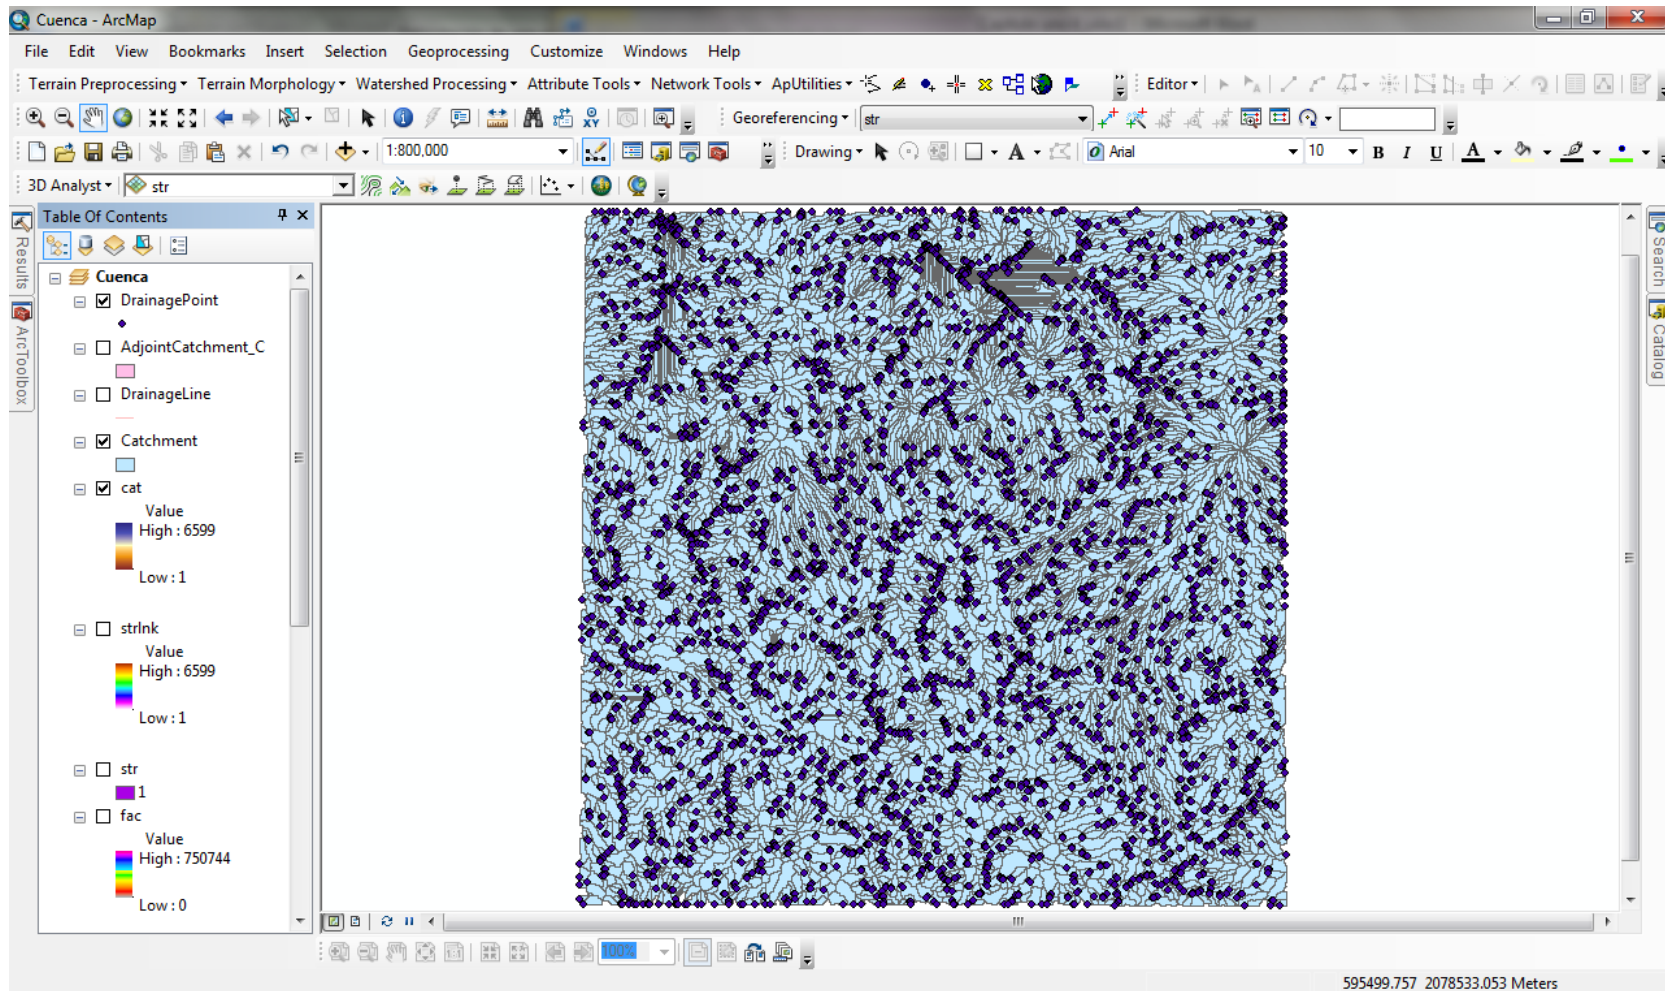 Cuenca - ArcMap
File Edit View Bookmarks Insert Selection Geoprocessing Customize Windows Help
Terrain Preprocessing Terrain Morphology Watershed Processing Attribute Tools Network Tools ApUtilities Editor
Georeferencing str
1:800,000 Drawing A Arial 10 B I U A
3D Analyst str
Table Of Contents
Results
ArcToolbox
Cuenca
DrainagePoint
AdjointCatchment_C
DrainageLine
Catchment
cat
Value
High : 6599
Low : 1
strlnk
Value
High : 6599
Low : 1
str
1
fac
Value
High : 750744
Low : 0
Search
Catalog
100%
595499.757 2078533.053 Meters